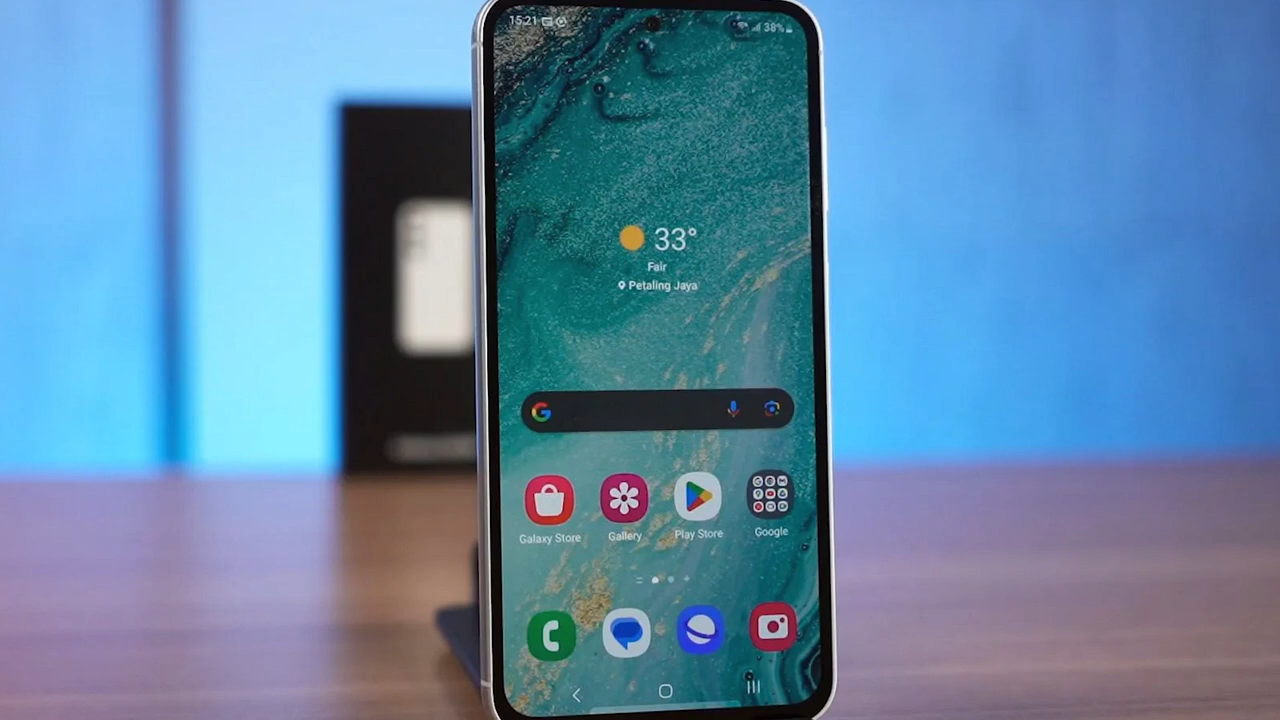 15:21
38%
33°
Fair
Petaling Jaya
G
Galaxy Store
Gallery
Play Store
Google